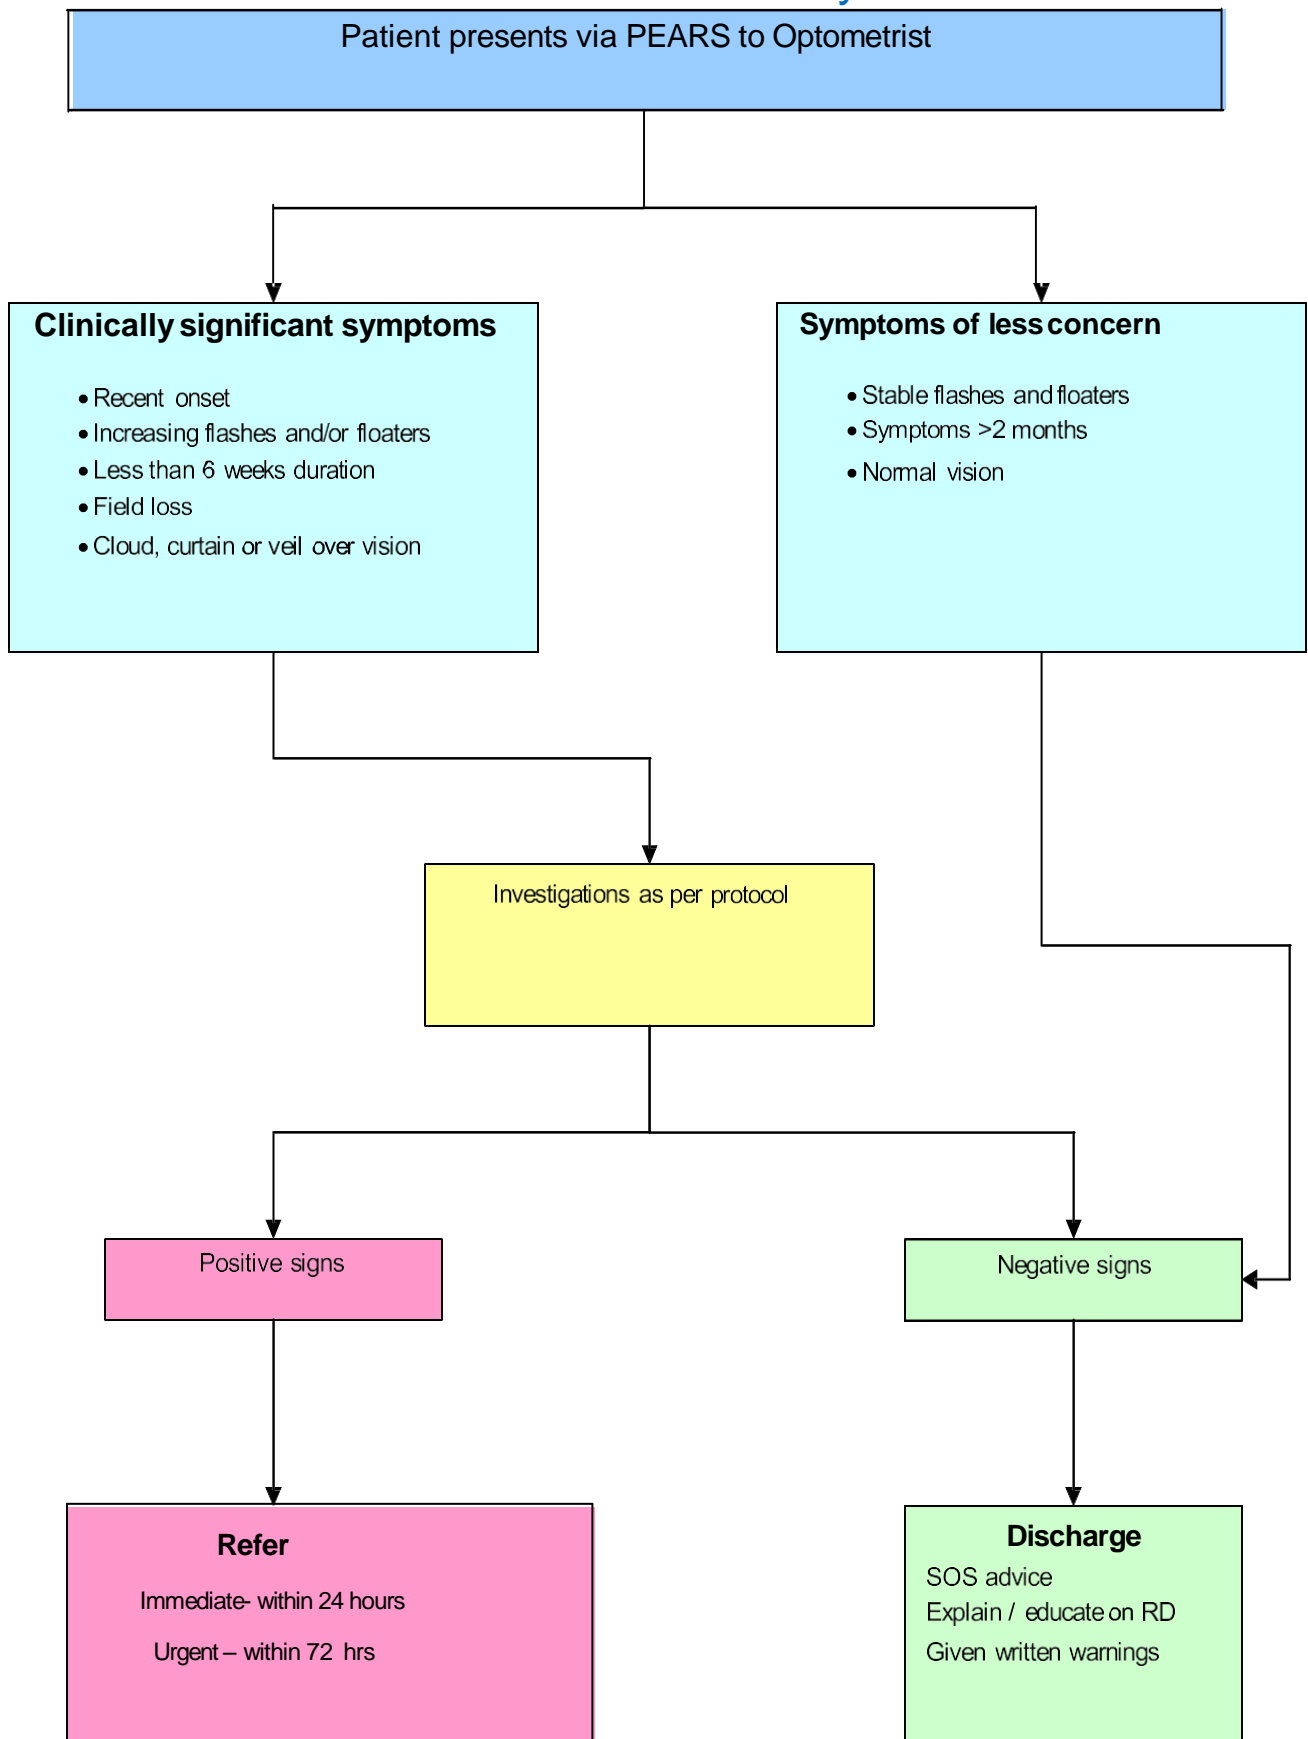 Patient presents via PEARS to Optometrist
Clinically significant symptoms
• Recent onset
• Increasing flashes and/or floaters
• Less than 6 weeks duration
• Field loss
• Cloud, curtain or veil over vision
Symptoms of less concern
• Stable flashes and floaters
• Symptoms >2 months
• Normal vision
Investigations as per protocol
Positive signs
Negative signs
Refer
Immediate- within 24 hours
Urgent – within 72 hrs
Discharge
SOS advice
Explain / educate on RD
Given written warnings